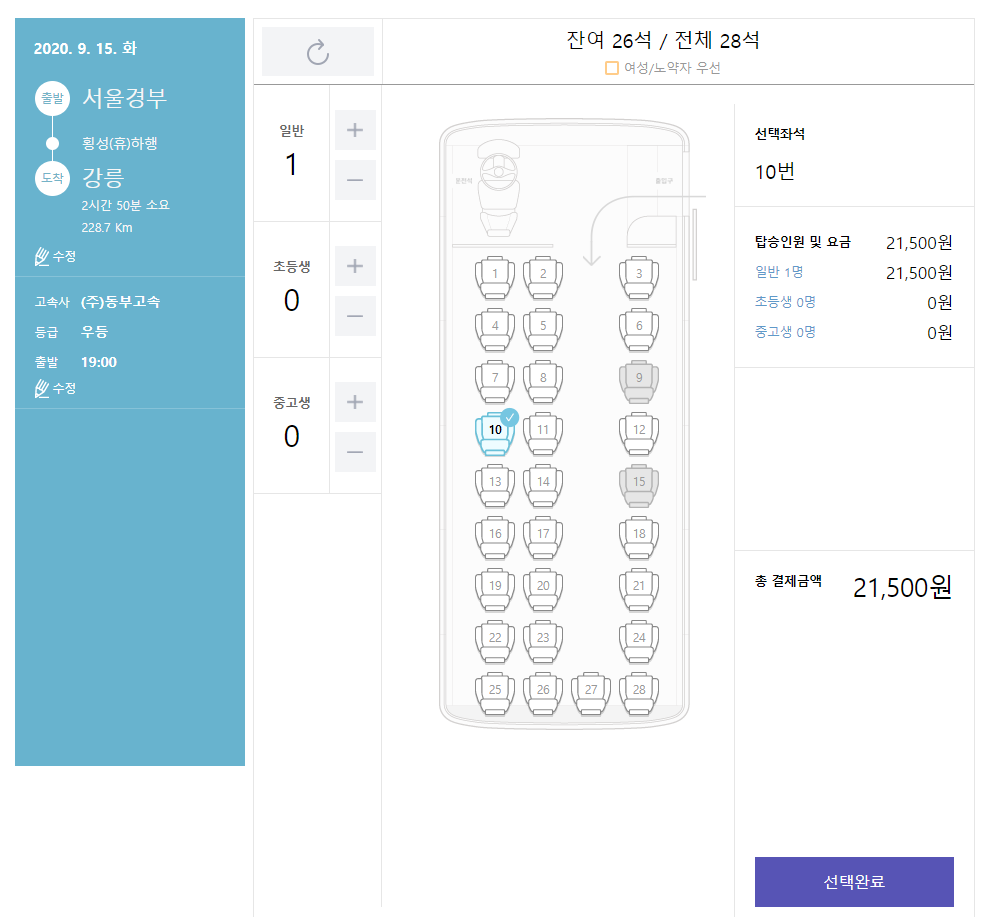 2020. 9. 15. 화
출발 서울경부
횡성(휴)하행
도착 강릉
2시간 50분 소요
228.7 Km
수정
고속사 (주)동부고속
등급 우등
출발 19:00
수정
잔여 26석 / 전체 28석
여성/노약자 우선
일반
1
초등생
0
중고생
0
운전석 출입구
1 2 3
4 5 6
7 8 9
10 11 12
13 14 15
16 17 18
19 20 21
22 23 24
25 26 27 28
선택좌석
10번
탑승인원 및 요금 21,500원
일반 1명 21,500원
초등생 0명 0원
중고생 0명 0원
총 결제금액 21,500원
선택완료